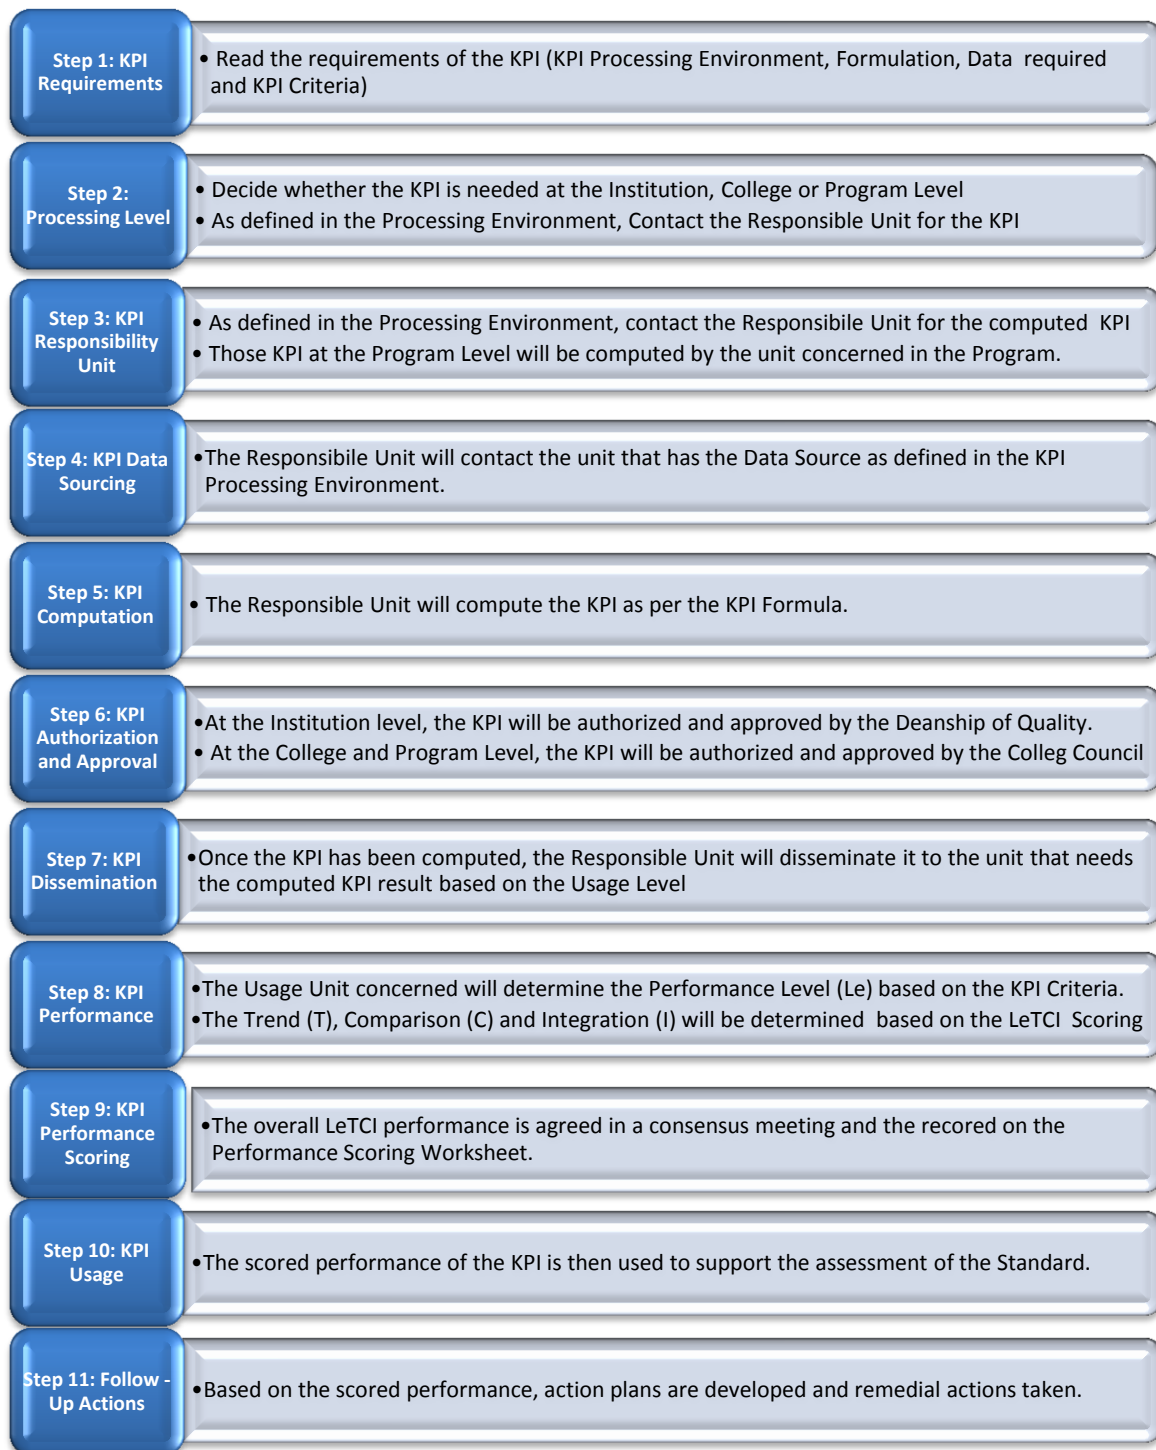 Step 1: KPI
Requirements
• Read the requirements of the KPI (KPI Processing Environment, Formulation, Data required
and KPI Criteria)
Step 2:
Processing Level
• Decide whether the KPI is needed at the Institution, College or Program Level
• As defined in the Processing Environment, Contact the Responsible Unit for the KPI
Step 3: KPI
Responsibility
Unit
• As defined in the Processing Environment, contact the Responsibile Unit for the computed KPI
• Those KPI at the Program Level will be computed by the unit concerned in the Program.
Step 4: KPI Data
Sourcing
•The Responsibile Unit will contact the unit that has the Data Source as defined in the KPI
Processing Environment.
Step 5: KPI
Computation
• The Responsible Unit will compute the KPI as per the KPI Formula.
Step 6: KPI
Authorization
and Approval
•At the Institution level, the KPI will be authorized and approved by the Deanship of Quality.
• At the College and Program Level, the KPI will be authorized and approved by the Colleg Council
Step 7: KPI
Dissemination
•Once the KPI has been computed, the Responsible Unit will disseminate it to the unit that needs
the computed KPI result based on the Usage Level
Step 8: KPI
Performance
•The Usage Unit concerned will determine the Performance Level (Le) based on the KPI Criteria.
•The Trend (T), Comparison (C) and Integration (I) will be determined based on the LeTCI Scoring
Step 9: KPI
Performance
Scoring
•The overall LeTCI performance is agreed in a consensus meeting and the recored on the
Performance Scoring Worksheet.
Step 10: KPI
Usage
•The scored performance of the KPI is then used to support the assessment of the Standard.
Step 11: Follow -
Up Actions
•Based on the scored performance, action plans are developed and remedial actions taken.